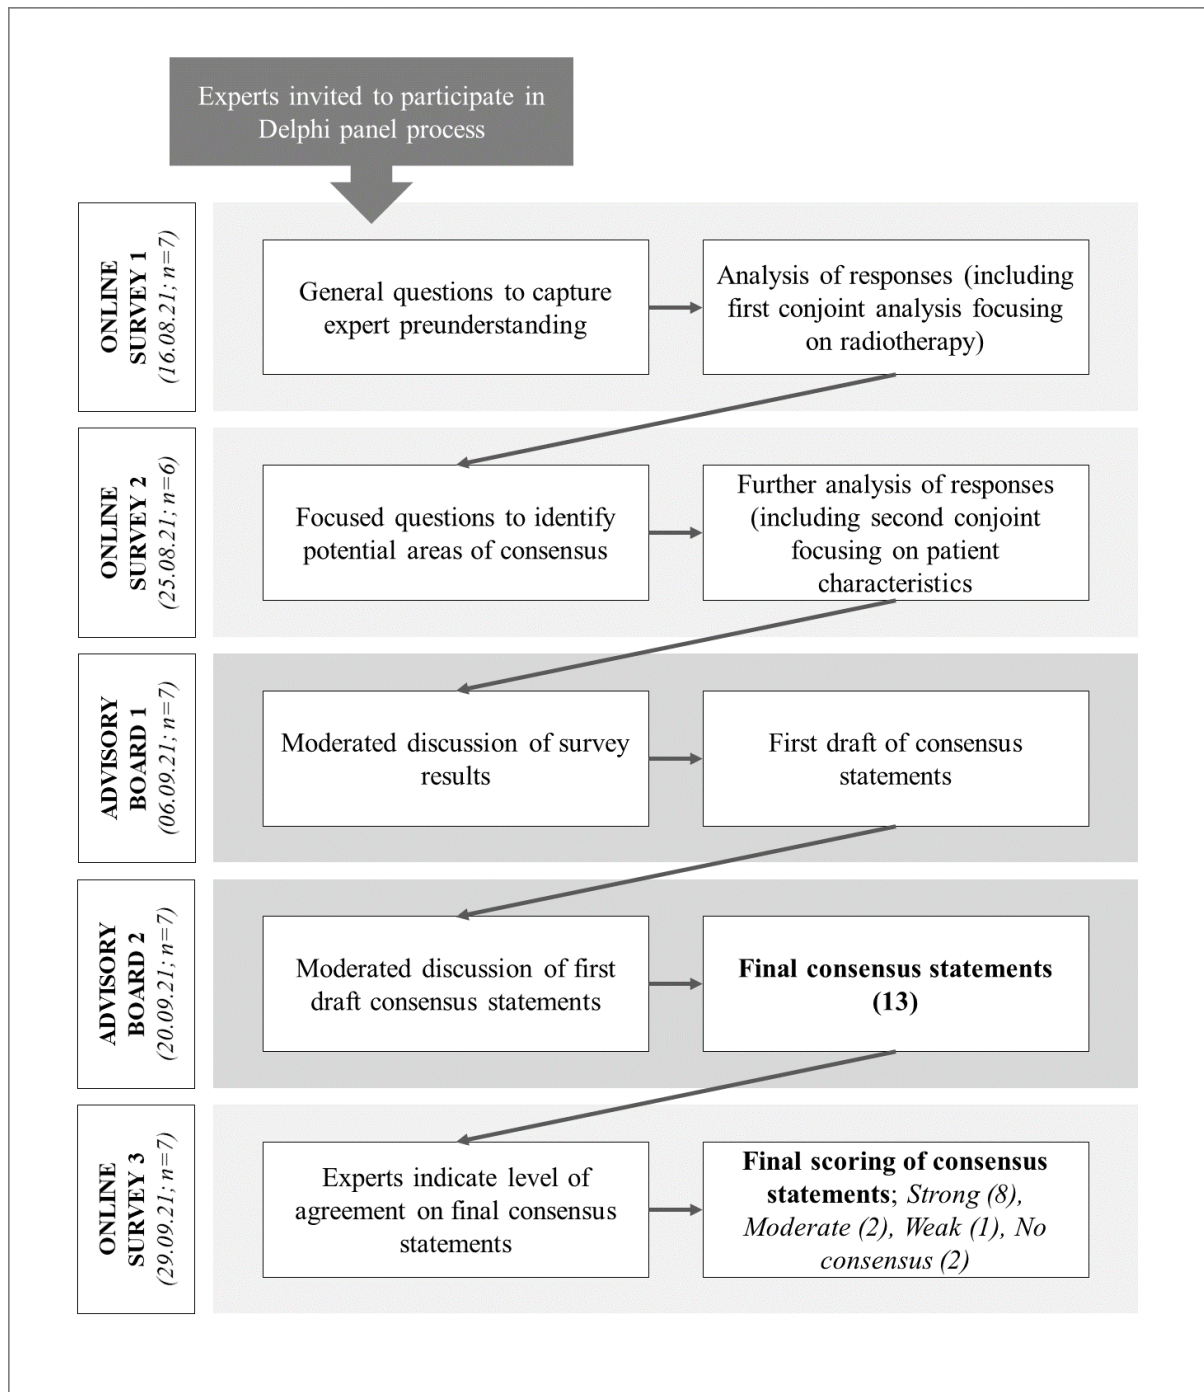 Experts invited to participate in
Delphi panel process
ONLINE
SURVEY 1
(16.08.21; n=7)
General questions to capture
expert preunderstanding
Analysis of responses (including
first conjoint analysis focusing
on radiotherapy)
ONLINE
SURVEY 2
(25.08.21; n=6)
Focused questions to identify
potential areas of consensus
Further analysis of responses
(including second conjoint
focusing on patient
characteristics
ADVISORY
BOARD 1
(06.09.21; n=7)
Moderated discussion of survey
results
First draft of consensus
statements
ADVISORY
BOARD 2
(20.09.21; n=7)
Moderated discussion of first
draft consensus statements
Final consensus statements
(13)
ONLINE
SURVEY 3
(29.09.21; n=7)
Experts indicate level of
agreement on final consensus
statements
Final scoring of consensus
statements; Strong (8),
Moderate (2), Weak (1), No
consensus (2)